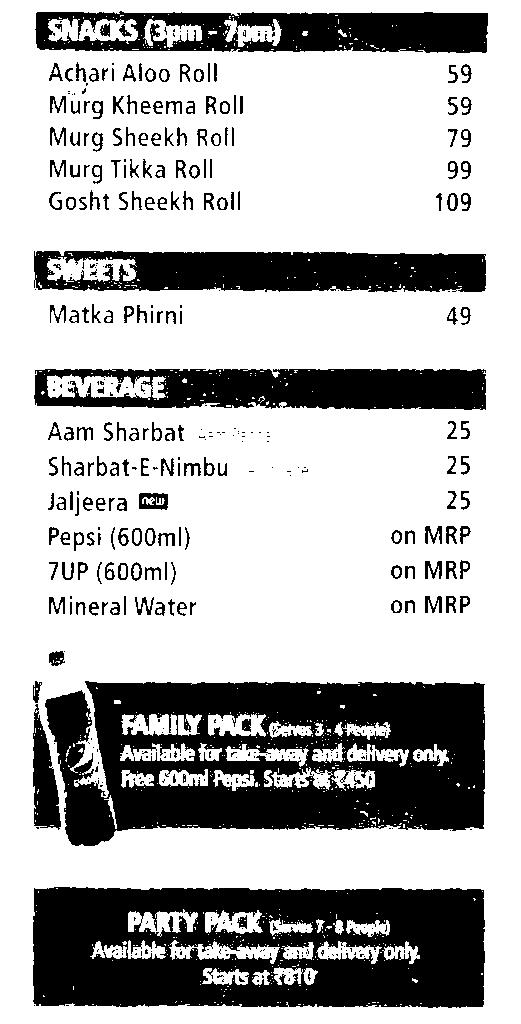 SNACKS (3pm - 7pm)
Achari Aloo Roll 59
Murg Kheema Roll 59
Murg Sheekh Roll 79
Murg Tikka Roll 99
Gosht Sheekh Roll 109
SWEETS
Matka Phirni 49
BEVERAGE
Aam Sharbat 25
Sharbat-E-Nimbu 25
Jaljeera new 25
Pepsi (600ml) on MRP
7UP (600ml) on MRP
Mineral Water on MRP
FAMILY PACK (Serves 3 - 4 People)
Available for take-away and delivery only.
Free 600ml Pepsi. Starts at ₹450
PARTY PACK (Serves 7 - 8 People)
Available for take-away and delivery only.
Starts at ₹810